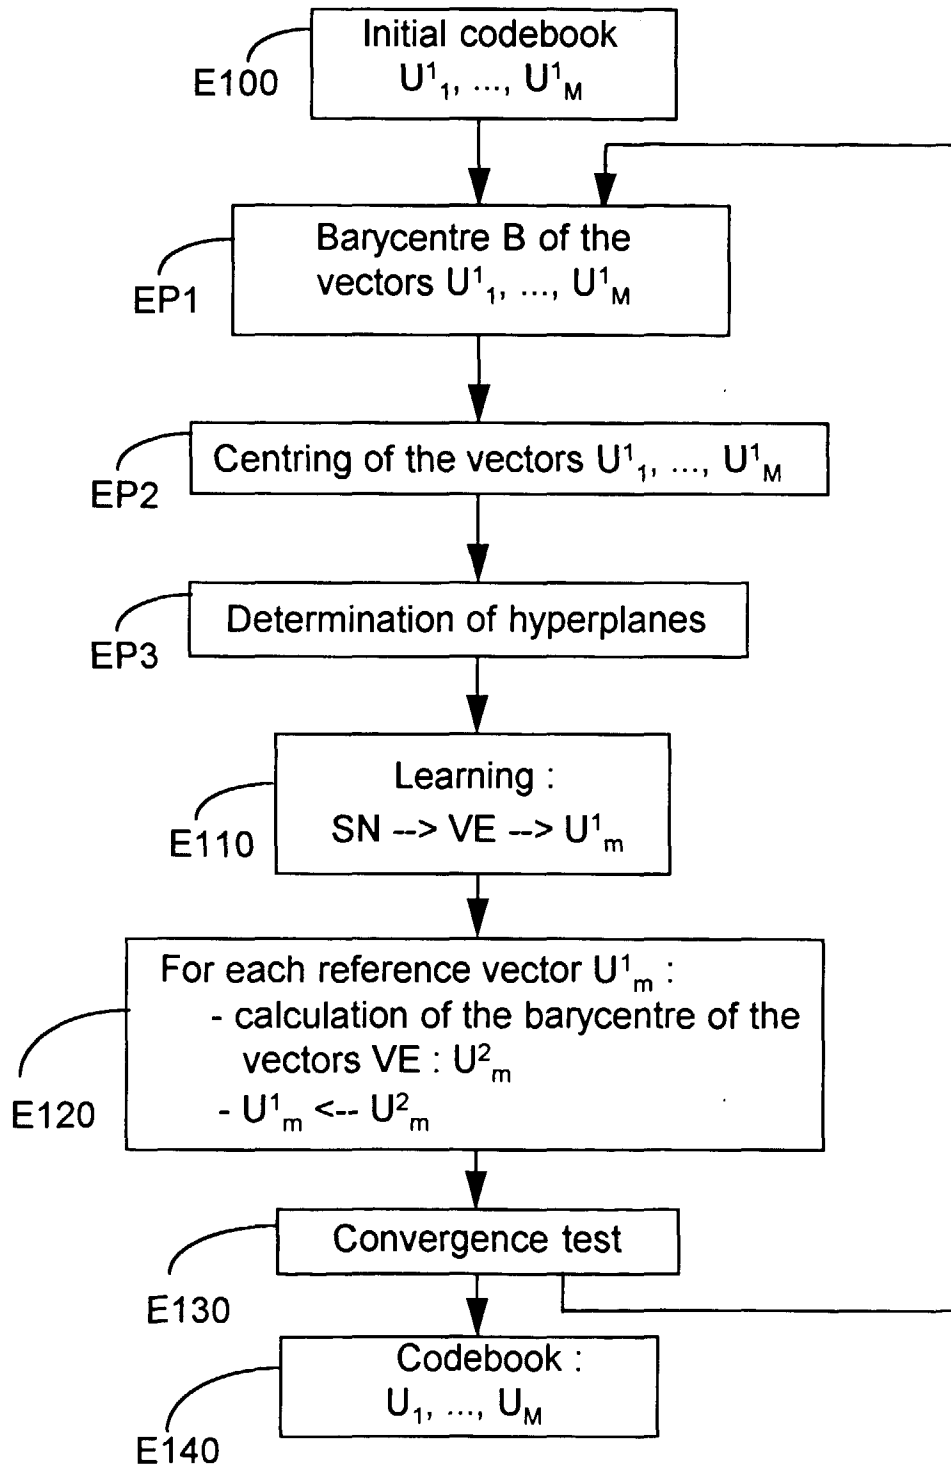 Initial codebook
U¹₁, ..., U¹M
E100
Barycentre B of the
vectors U¹₁, ..., U¹M
EP1
Centring of the vectors U¹₁, ..., U¹M
EP2
Determination of hyperplanes
EP3
Learning :
SN --> VE --> U¹m
E110
For each reference vector U¹m :
- calculation of the barycentre of the
vectors VE : U²m
- U¹m <-- U²m
E120
Convergence test
E130
Codebook :
U₁, ..., UM
E140